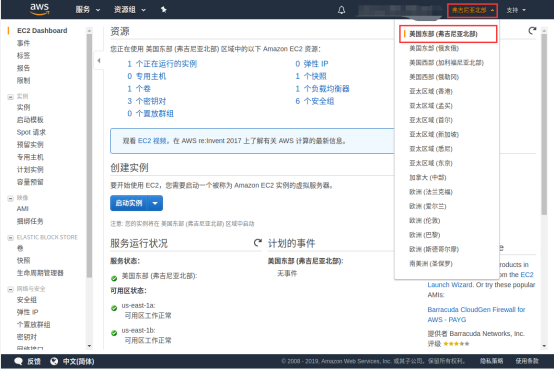 aws
服务
资源组
弗吉尼亚北部
支持
EC2 Dashboard
事件
标签
报告
限制
实例
实例
启动模板
Spot 请求
预留实例
专用主机
计划实例
容量预留
映像
AMI
捆绑任务
ELASTIC BLOCK STORE
卷
快照
生命周期管理器
网络与安全
安全组
弹性 IP
置放群组
密钥对
网络接口
资源
您正在使用 美国东部 (弗吉尼亚北部) 区域中的以下 Amazon EC2 资源:
1 个正在运行的实例
0 弹性 IP
0 专用主机
1 个快照
1 个卷
1 个负载均衡器
3 个密钥对
6 个安全组
0 个置放群组
观看 EC2 视频，在 AWS re:Invent 2017 上了解有关 AWS 计算的最新信息。
创建实例
要开始使用 EC2，您需要启动一个被称为 Amazon EC2 实例的虚拟服务器。
启动实例
注意: 您的实例将在 美国东部 (弗吉尼亚北部) 区域中启动
服务运行状况
服务状态:
美国东部 (弗吉尼亚北部):
可用区状态:
us-east-1a:
可用区工作正常
us-east-1b:
可用区工作正常
计划的事件
美国东部 (弗吉尼亚北部):
无事件
美国东部 (弗吉尼亚北部)
美国东部 (俄亥俄)
美国西部 (加利福尼亚北部)
美国西部 (俄勒冈)
亚太区域 (香港)
亚太区域 (孟买)
亚太区域 (首尔)
亚太区域 (新加坡)
亚太区域 (悉尼)
亚太区域 (东京)
加拿大 (中部)
欧洲 (法兰克福)
欧洲 (爱尔兰)
欧洲 (伦敦)
欧洲 (巴黎)
欧洲 (斯德哥尔摩)
南美洲 (圣保罗)
roducts in
om the EC2
Launch Wizard. Or try these popular
AMIs:
Barracuda CloudGen Firewall for
AWS - PAYG
提供者 Barracuda Networks, Inc.
评级 ★★★★★
反馈
中文(简体)
© 2008 - 2019, Amazon Web Services, Inc. 或其子公司。保留所有权利。
隐私策略
使用条款